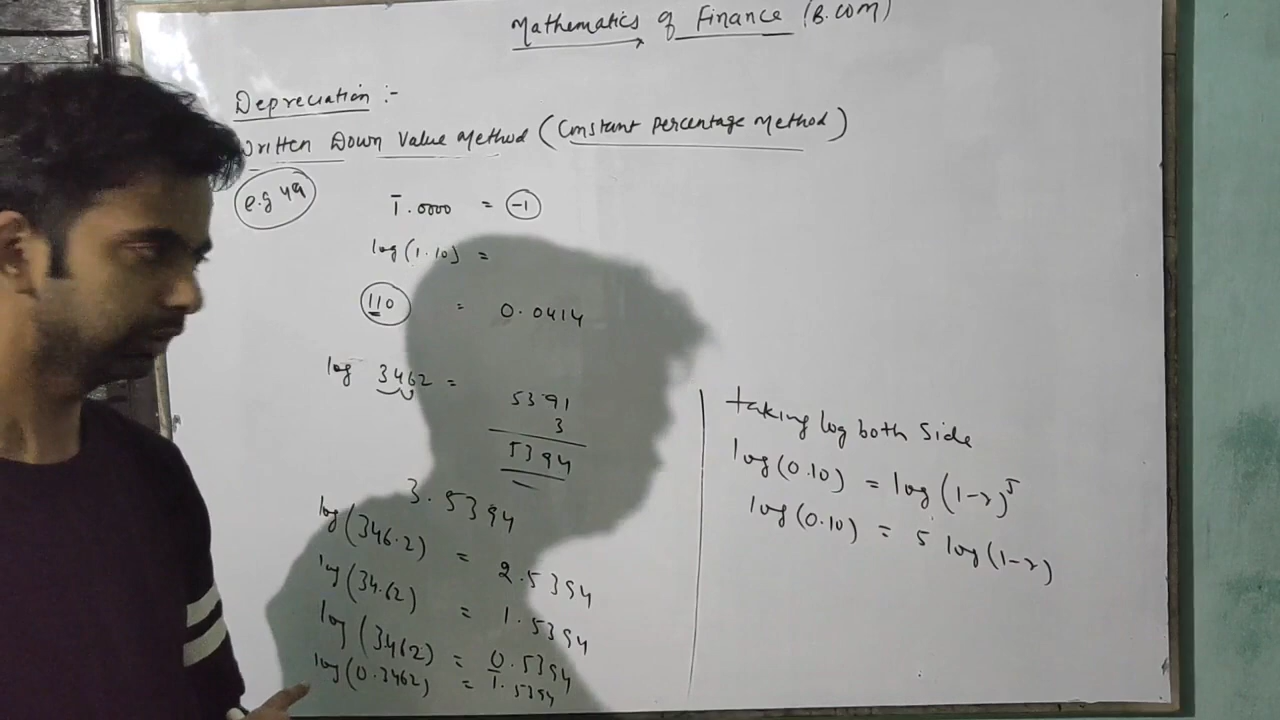 Mathematics of Finance (B.COM)
Depreciation :-
Written Down Value Method (Constant Percentage Method)
e.g 49
1̅.0000 = -1
log(1.10) =
110 = 0.0414
log 3462 =
5391
3
5394
3.5394
log(346.2) = 2.5394
log(34.62) = 1.5394
log(3462) = 0.5394
log(0.3462) = 1̅.5394
taking log both side
log(0.10) = log(1-r)⁵
log(0.10) = 5 log(1-r)